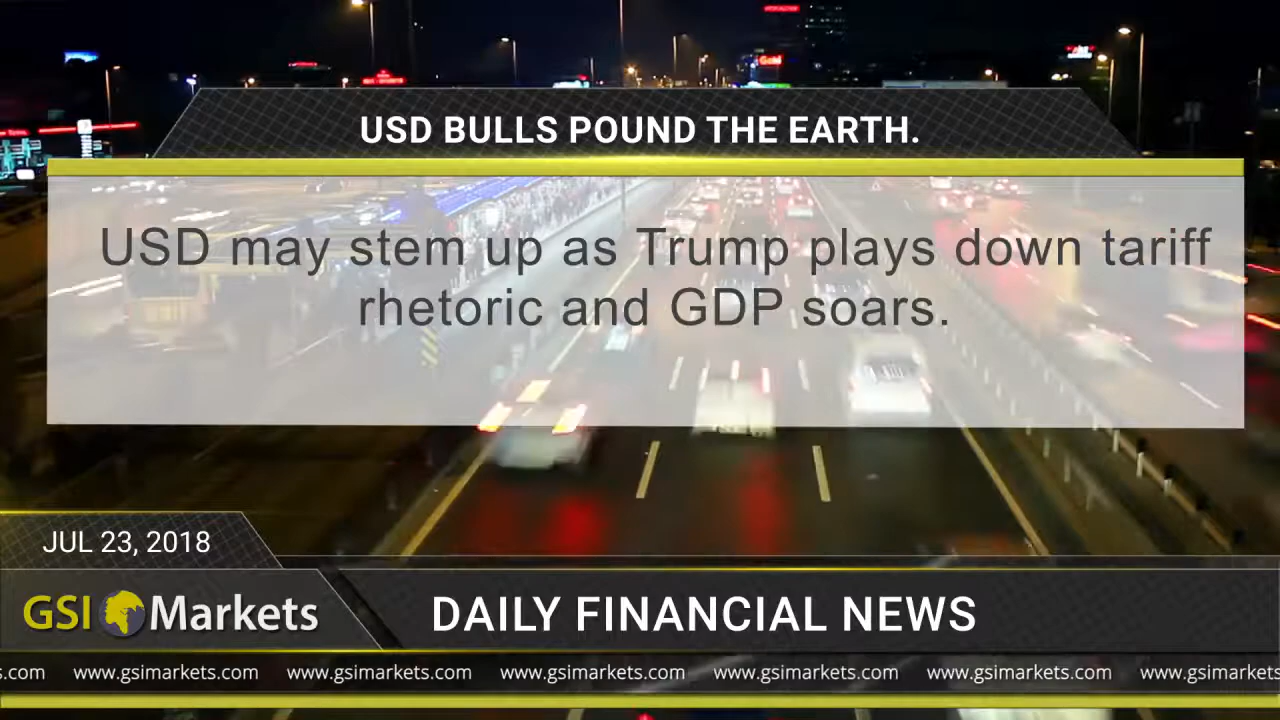 USD BULLS POUND THE EARTH.
USD may stem up as Trump plays down tariff
rhetoric and GDP soars.
JUL 23, 2018
GSI Markets
DAILY FINANCIAL NEWS
s.com www.gsimarkets.com www.gsimarkets.com www.gsimarkets.com www.gsimarkets.com www.gsimarkets.com www.gsimarkets